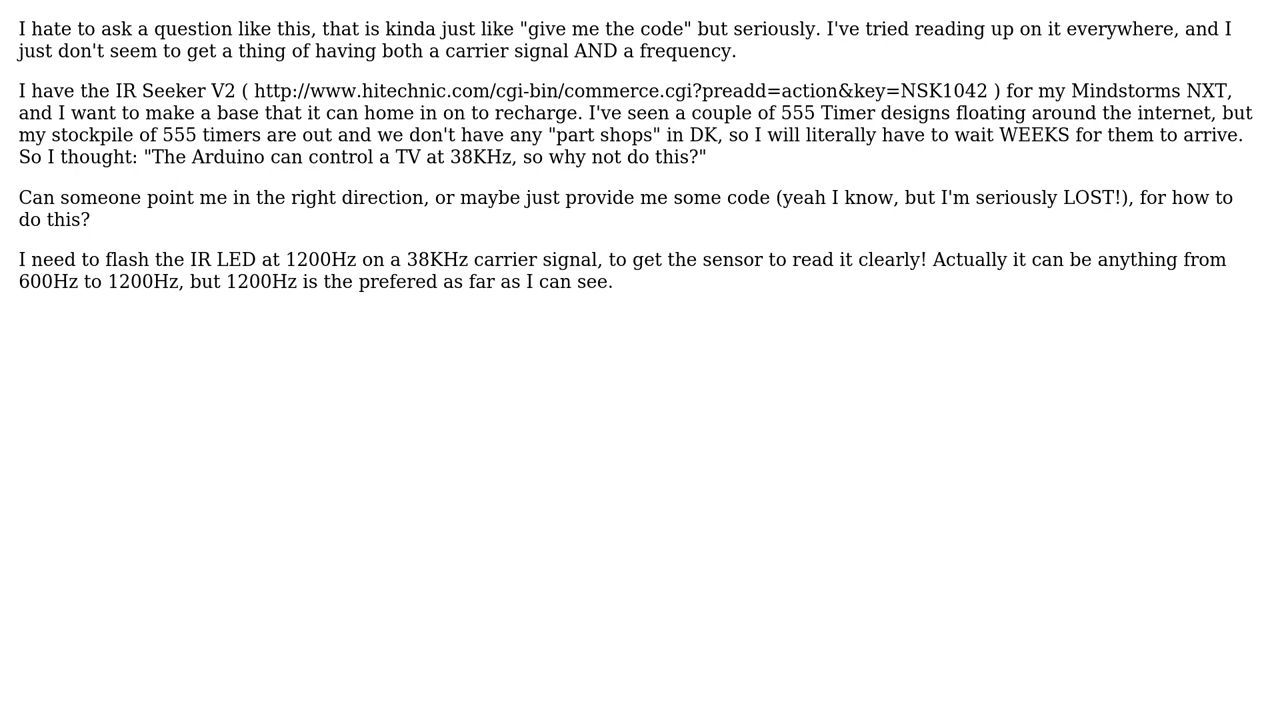 I hate to ask a question like this, that is kinda just like "give me the code" but seriously. I've tried reading up on it everywhere, and I
just don't seem to get a thing of having both a carrier signal AND a frequency.
I have the IR Seeker V2 ( http://www.hitechnic.com/cgi-bin/commerce.cgi?preadd=action&key=NSK1042 ) for my Mindstorms NXT,
and I want to make a base that it can home in on to recharge. I've seen a couple of 555 Timer designs floating around the internet, but
my stockpile of 555 timers are out and we don't have any "part shops" in DK, so I will literally have to wait WEEKS for them to arrive.
So I thought: "The Arduino can control a TV at 38KHz, so why not do this?"
Can someone point me in the right direction, or maybe just provide me some code (yeah I know, but I'm seriously LOST!), for how to
do this?
I need to flash the IR LED at 1200Hz on a 38KHz carrier signal, to get the sensor to read it clearly! Actually it can be anything from
600Hz to 1200Hz, but 1200Hz is the prefered as far as I can see.